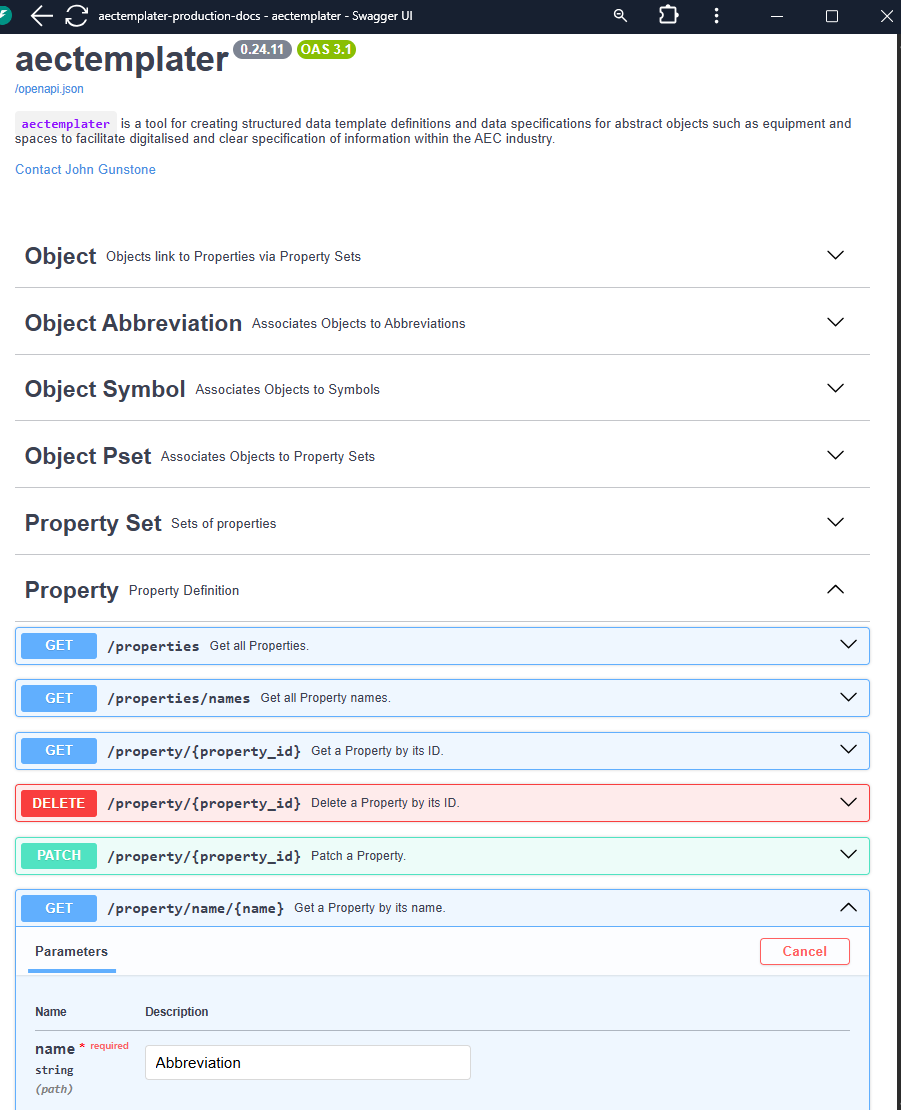 aectemplater-production-docs - aectemplater - Swagger UI
aectemplater 0.24.11 OAS 3.1
/openapi.json
aectemplater is a tool for creating structured data template definitions and data specifications for abstract objects such as equipment and
spaces to facilitate digitalised and clear specification of information within the AEC industry.
Contact John Gunstone
Object Objects link to Properties via Property Sets
Object Abbreviation Associates Objects to Abbreviations
Object Symbol Associates Objects to Symbols
Object Pset Associates Objects to Property Sets
Property Set Sets of properties
Property Property Definition
GET /properties Get all Properties.
GET /properties/names Get all Property names.
GET /property/{property_id} Get a Property by its ID.
DELETE /property/{property_id} Delete a Property by its ID.
PATCH /property/{property_id} Patch a Property.
GET /property/name/{name} Get a Property by its name.
Parameters Cancel
Name Description
name * required
string
(path)
Abbreviation